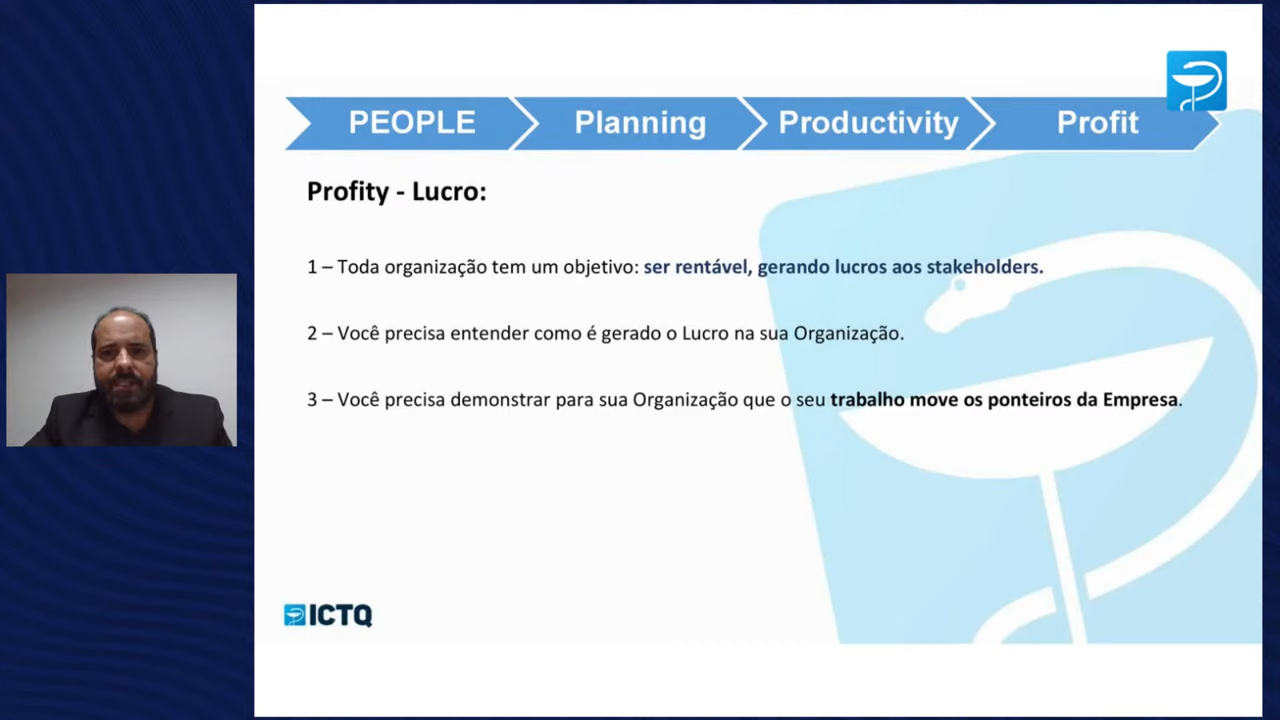 PEOPLE Planning Productivity Profit
Profity - Lucro:
1 – Toda organização tem um objetivo: ser rentável, gerando lucros aos stakeholders.
2 – Você precisa entender como é gerado o Lucro na sua Organização.
3 – Você precisa demonstrar para sua Organização que o seu trabalho move os ponteiros da Empresa.
ICTQ